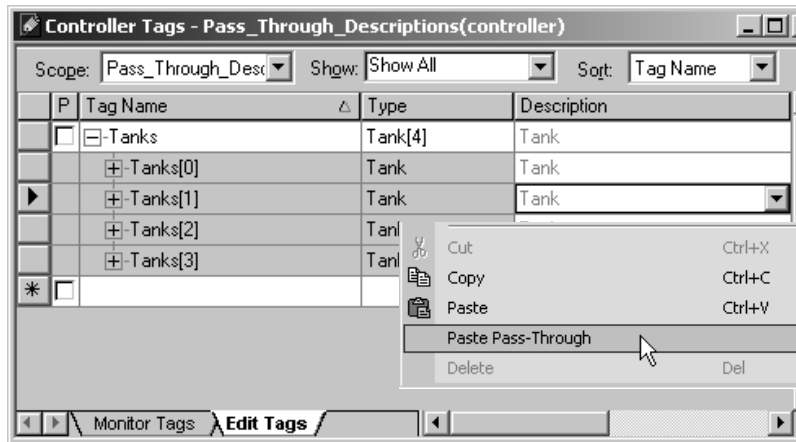 Controller Tags - Pass_Through_Descriptions(controller)
Scope: Pass_Through_Desc Show: Show All Sort: Tag Name
P Tag Name Type Description
Tanks Tank[4] Tank
Tanks[0] Tank Tank
Tanks[1] Tank Tank
Tanks[2]
Tanks[3]
Cut Ctrl+X
Copy Ctrl+C
Paste Ctrl+V
Paste Pass-Through
Delete Del
Monitor Tags Edit Tags